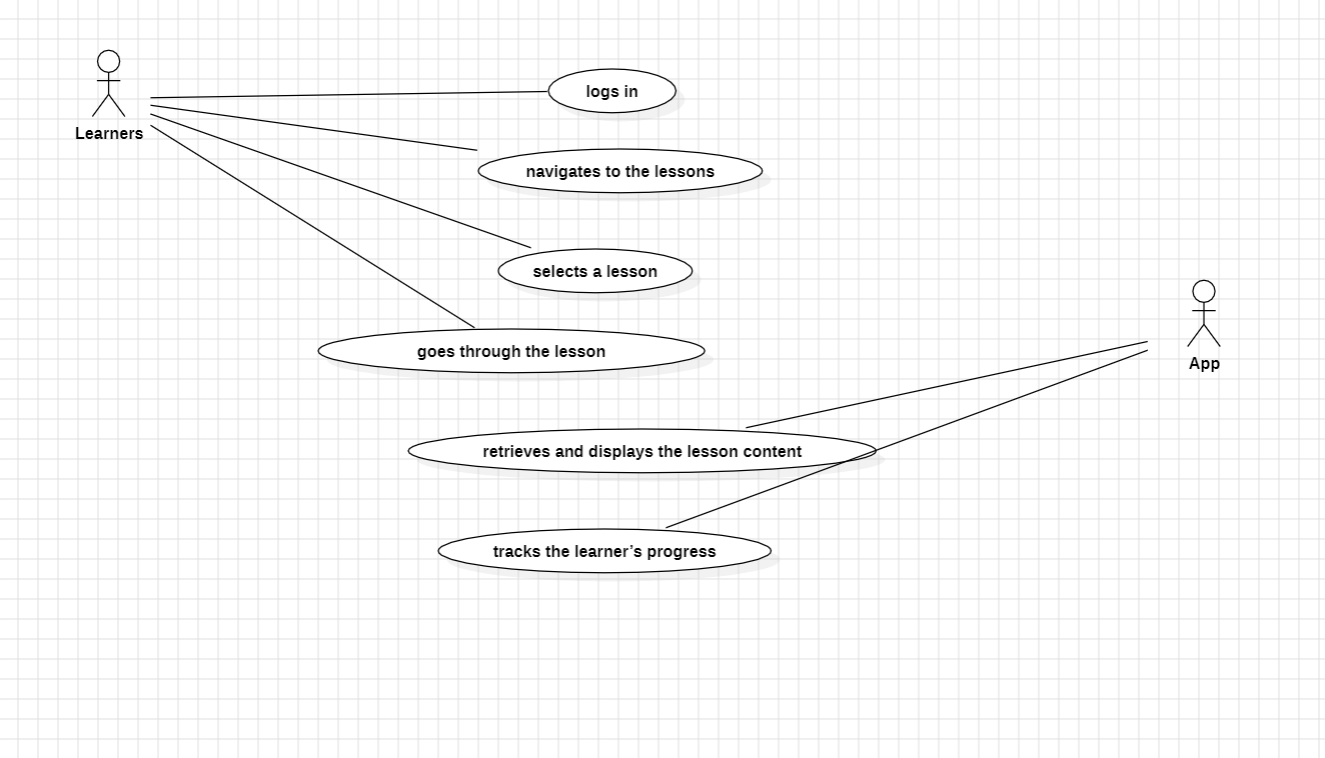 logs in
Learners
navigates to the lessons
selects a lesson
goes through the lesson
App
retrieves and displays the lesson content
tracks the learner’s progress